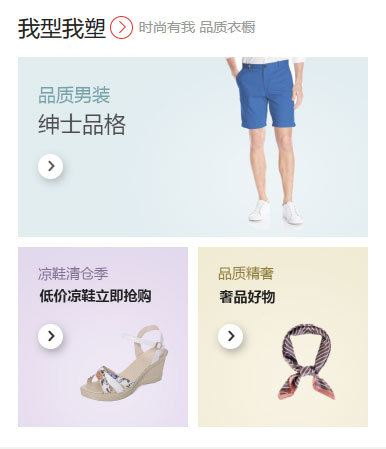 我型我塑 时尚有我 品质衣橱
品质男装
绅士品格
凉鞋清仓季
低价凉鞋立即抢购
品质精奢
奢品好物